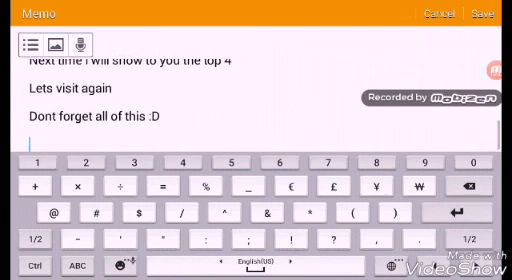 Memo
Cancel
Save
Next time i will show to you the top 4
Lets visit again
Dont forget all of this :D
Recorded by mobizen
1 2 3 4 5 6 7 8 9 0
+ × ÷ = % _ € £ ¥ ₩
@ # $ / ^ & * ( )
1/2 - ' " : ; ! ? , . 1/2
Ctrl ABC English(US)
Made with
VideoShow